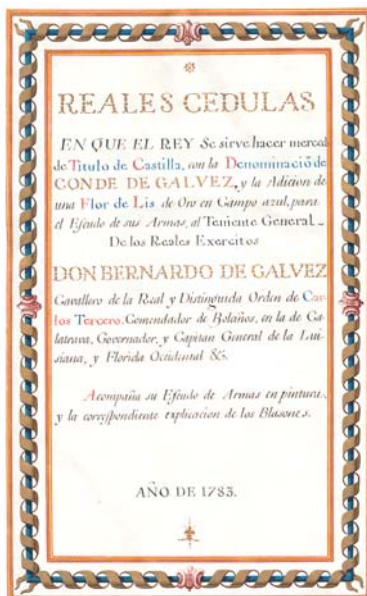 REALES CEDULAS
EN QUE EL REY Se sirve hacer merced
de Titulo de Castilla, con la Denominació de
CONDE DE GALVEZ, y la Adicion de
una Flor de Lis de Oro en Campo azul, para
el Escudo de sus Armas, al Teniente General
De los Reales Exercitos
DON BERNARDO DE GALVEZ
Cavallero de la Real y Distinguida Orden de Car-
los Tercero, Comendador de Bolaños, en la de Ca-
latrava, Governador, y Capitan General de la Lui-
siana, y Florida Occidental &c.
Acompaña su Escudo de Armas en pintura,
y la correspondiente explicacion de los Blasones.
AÑO DE 1783.